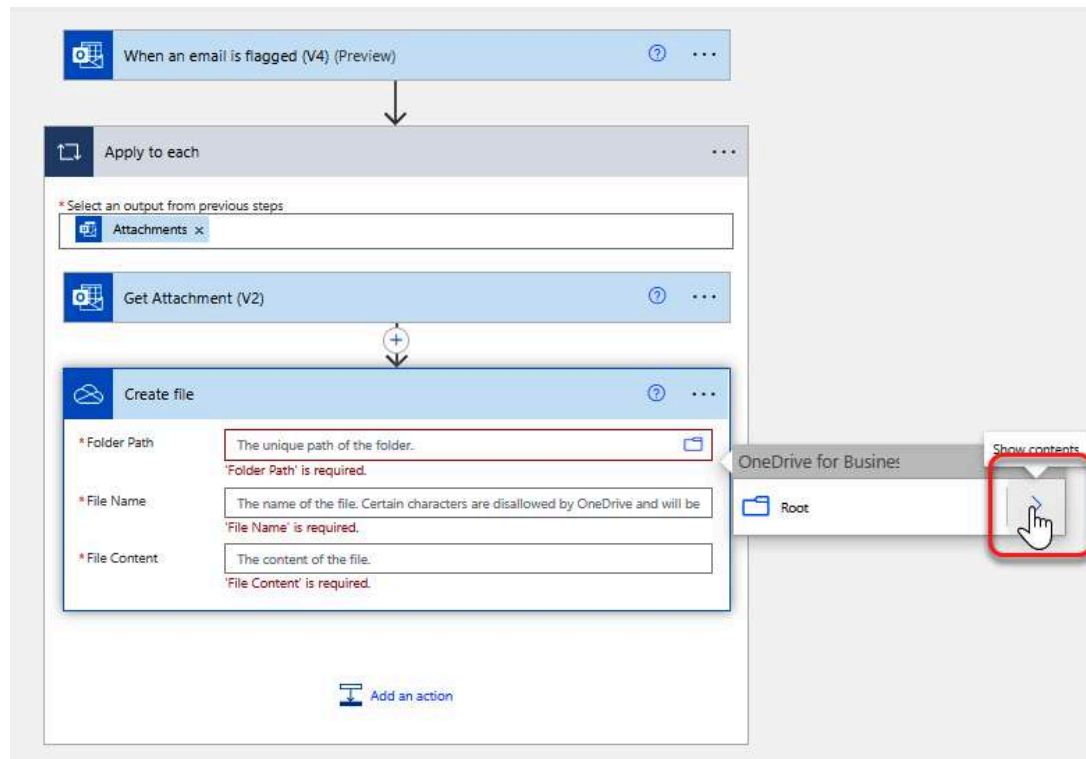 When an email is flagged (V4) (Preview)
Apply to each
* Select an output from previous steps
Attachments ×
Get Attachment (V2)
Create file
* Folder Path
The unique path of the folder.
'Folder Path' is required.
Show contents
OneDrive for Busines
Root
* File Name
The name of the file. Certain characters are disallowed by OneDrive and will be
'File Name' is required.
* File Content
The content of the file.
'File Content' is required.
Add an action